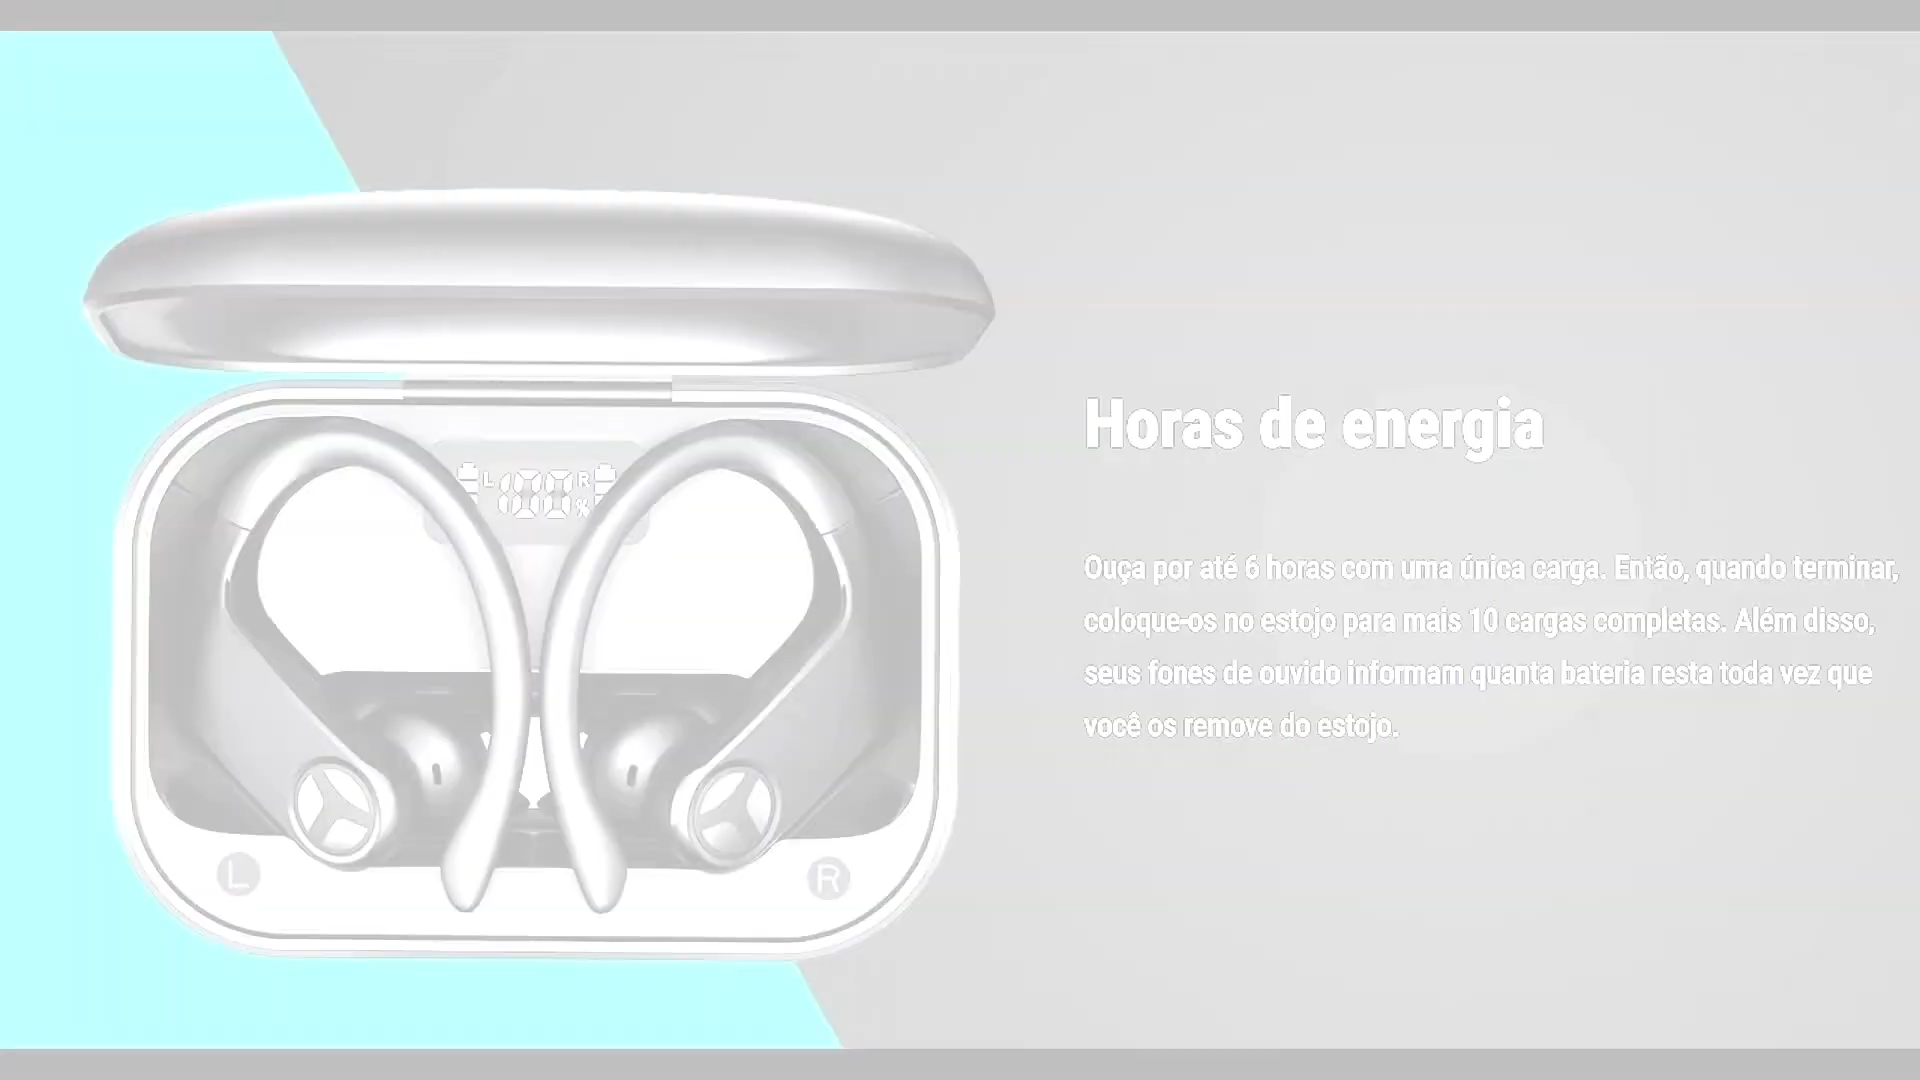 L 100 R
%
L
R
Horas de energia
Ouça por até 6 horas com uma única carga. Então, quando terminar,
coloque-os no estojo para mais 10 cargas completas. Além disso,
seus fones de ouvido informam quanta bateria resta toda vez que
você os remove do estojo.